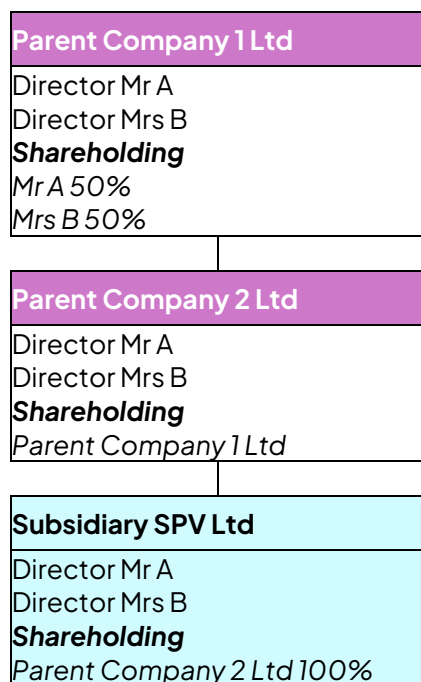 Parent Company 1 Ltd
Director Mr A
Director Mrs B
Shareholding
Mr A 50%
Mrs B 50%
Parent Company 2 Ltd
Director Mr A
Director Mrs B
Shareholding
Parent Company 1 Ltd
Subsidiary SPV Ltd
Director Mr A
Director Mrs B
Shareholding
Parent Company 2 Ltd 100%